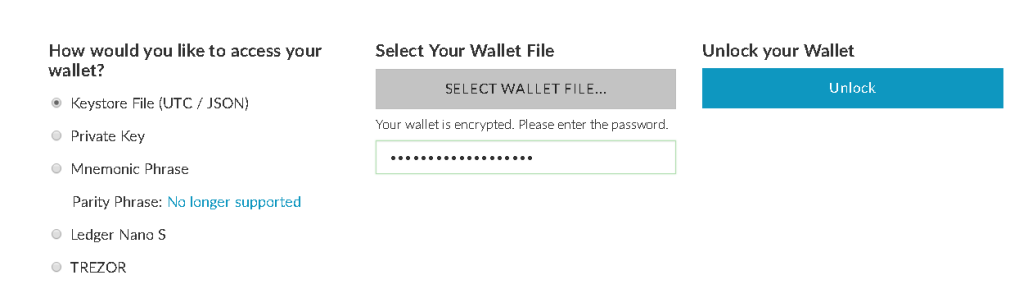 How would you like to access your
wallet?
Keystore File (UTC / JSON)
Private Key
Mnemonic Phrase
Parity Phrase: No longer supported
Ledger Nano S
TREZOR
Select Your Wallet File
SELECT WALLET FILE...
Your wallet is encrypted. Please enter the password.
•••••••••••••••••••
Unlock your Wallet
Unlock